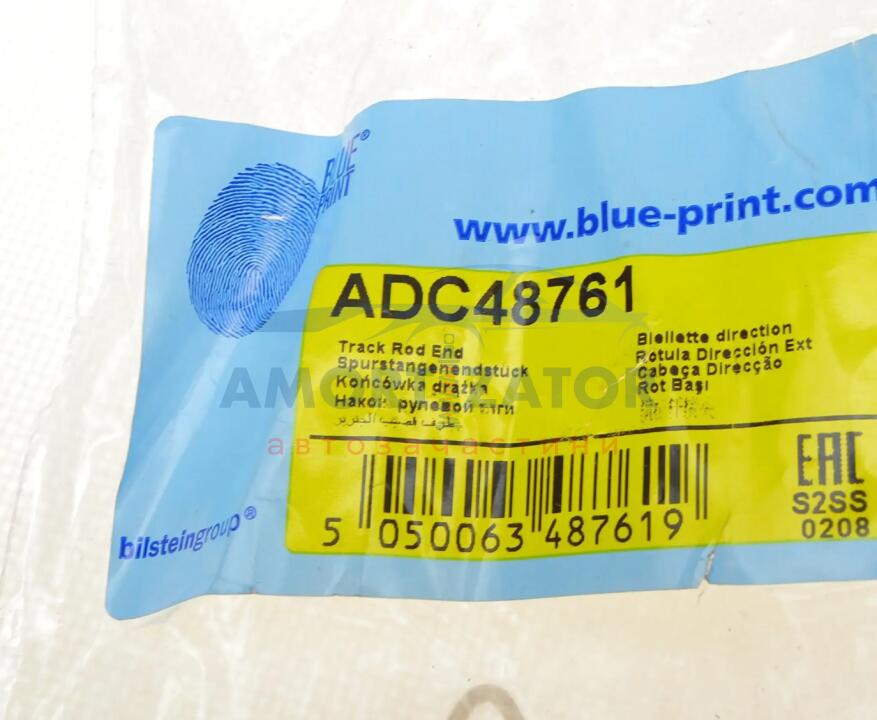 BLUE®
PRINT
www.blue-print.com
ADC48761
Track Rod End
Spurstangenendstück
Końcówka drążka
Након. рулевой тяги
Biellette direction
Rotula Dirección Ext
Cabeça Direcção
Rot Başı
AMORTIZATOR
автозапчастини
EAC
S2SS
0208
5 050063 487619
bilsteingroup®